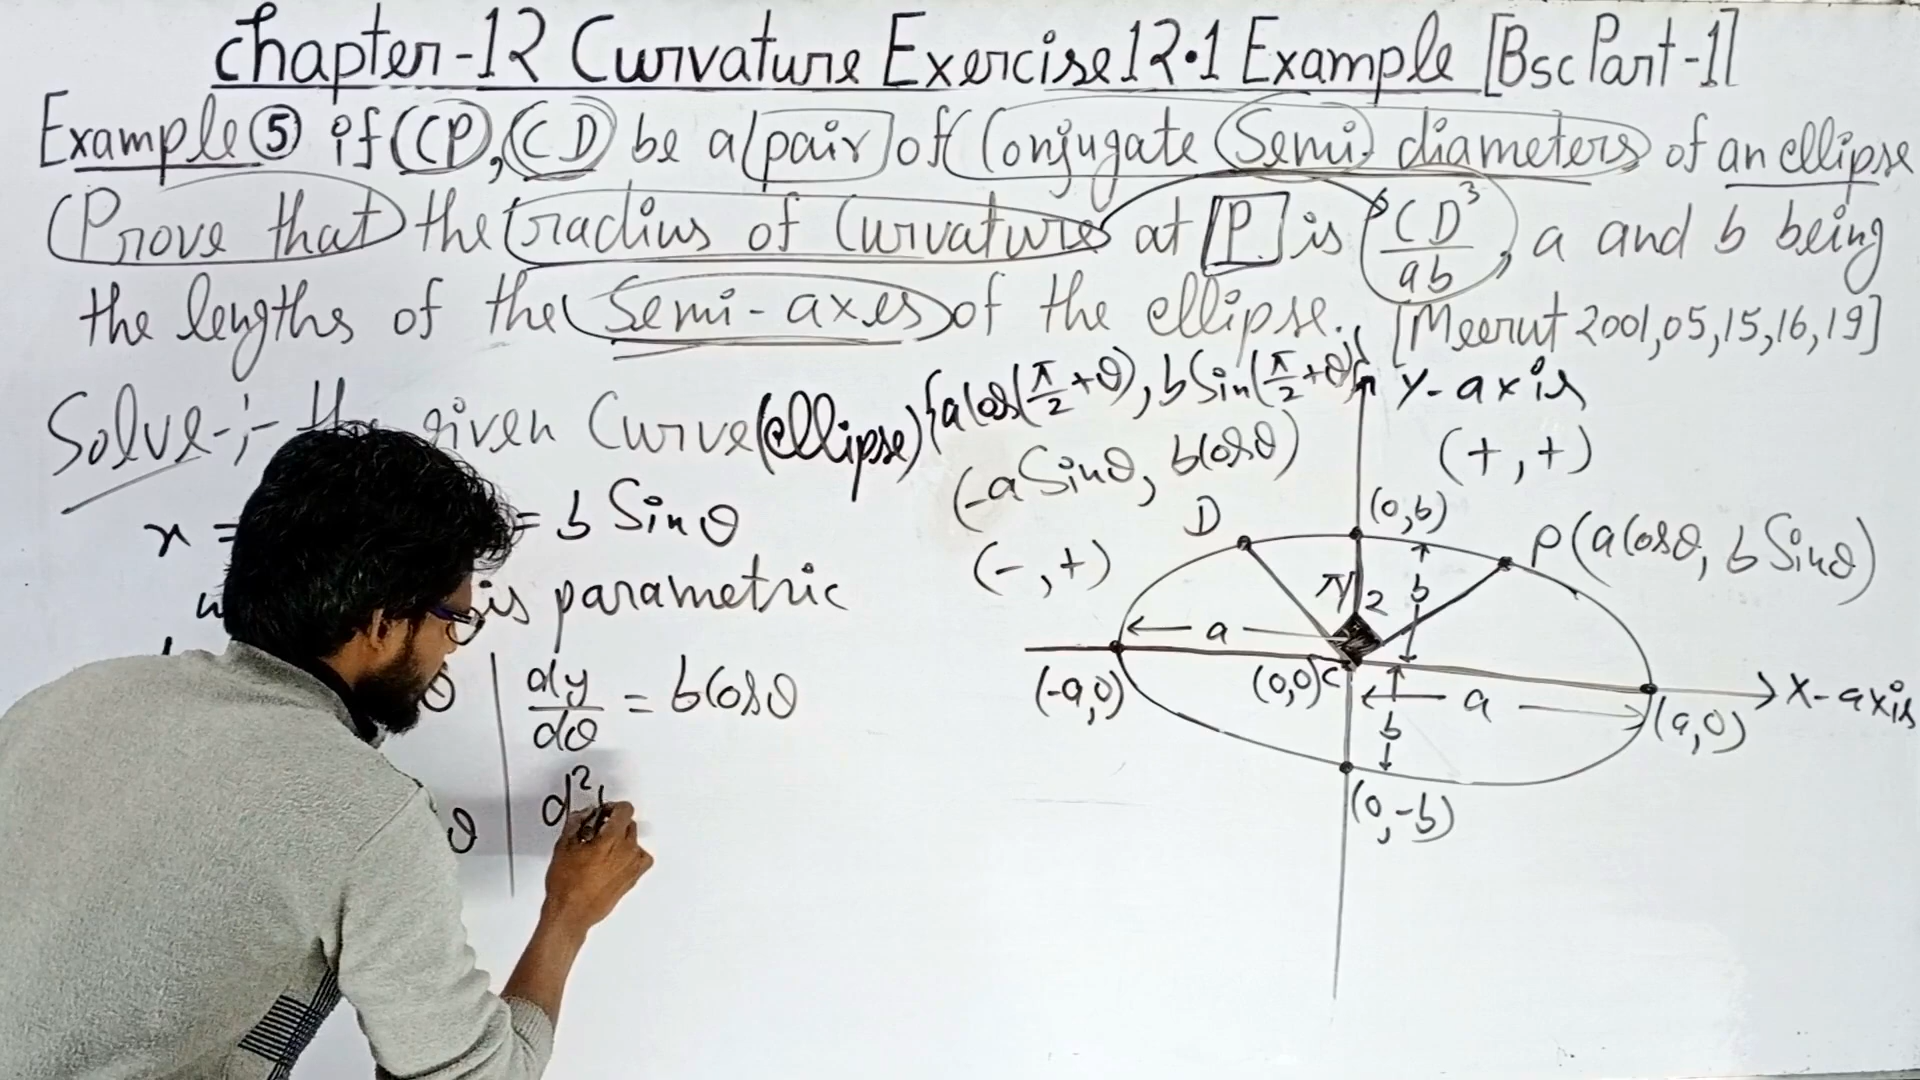 Chapter-12 Curvature Exercise 12.1 Example [Bsc Part-1]
Example ⑤ if CP, CD be a pair of Conjugate Semi diameters of an ellipse
Prove that the radius of Curvature at P is CD³/ab, a and b being
the lengths of the Semi-axes of the ellipse. [Meerut 2001,05,15,16,19]
Solve-:- the given Curve (ellipse)
x =
= b Sinθ
is parametric
θ
dy/dθ = b cosθ
θ
d²y
{a cos(π/2+θ), b Sin(π/2+θ)}
Y-axis
(-a Sinθ, b cosθ)
(+,+)
D
(0,b)
P(a cosθ, b Sinθ)
(-,+)
π/2
b
a
(-a,0)
(0,0)
C
a
X-axis
b
(a,0)
(0,-b)